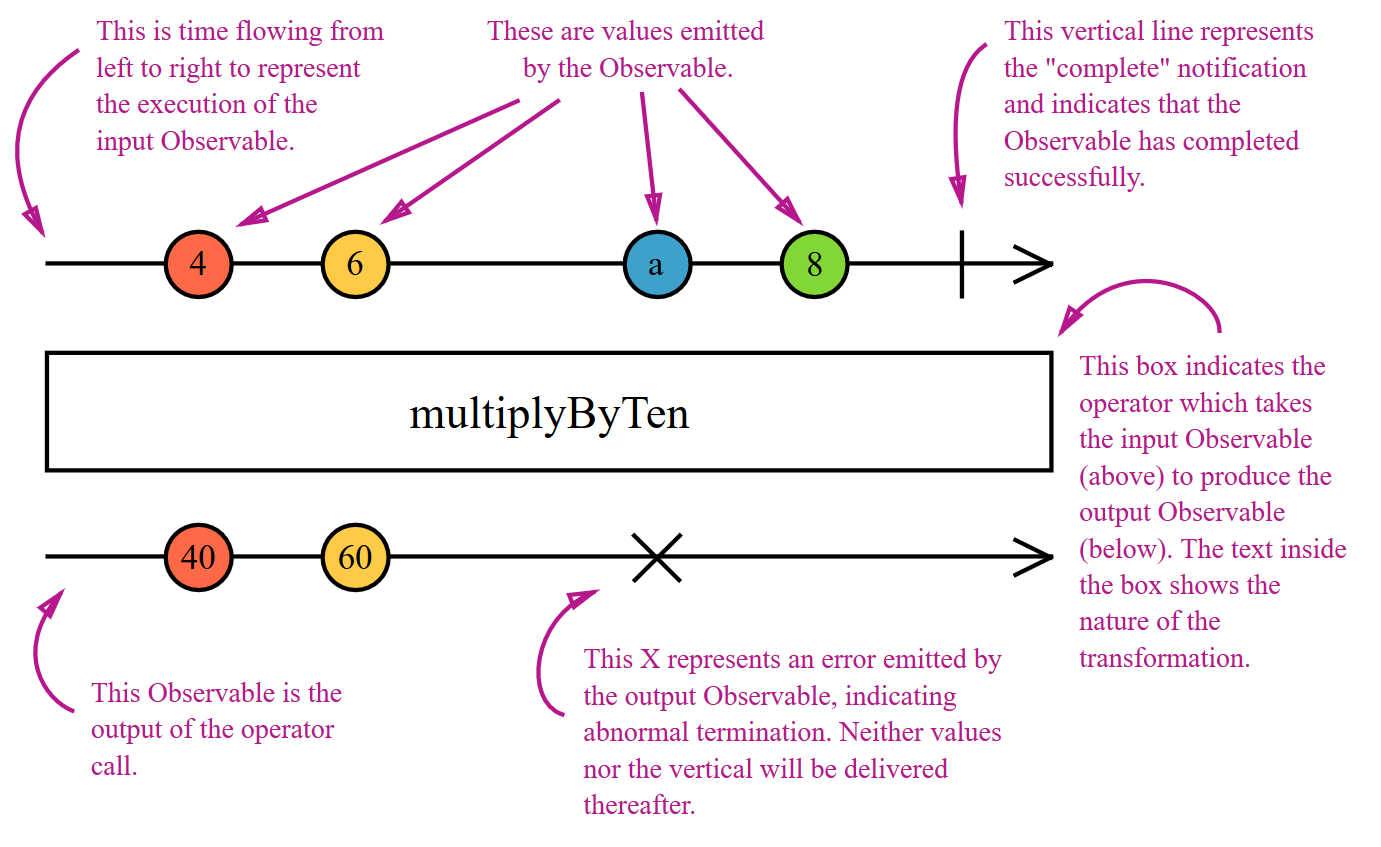 This is time flowing from
left to right to represent
the execution of the
input Observable.
These are values emitted
by the Observable.
This vertical line represents
the "complete" notification
and indicates that the
Observable has completed
successfully.
4
6
a
8
multiplyByTen
This box indicates the
operator which takes
the input Observable
(above) to produce the
output Observable
(below). The text inside
the box shows the
nature of the
transformation.
40
60
This Observable is the
output of the operator
call.
This X represents an error emitted by
the output Observable, indicating
abnormal termination. Neither values
nor the vertical will be delivered
thereafter.